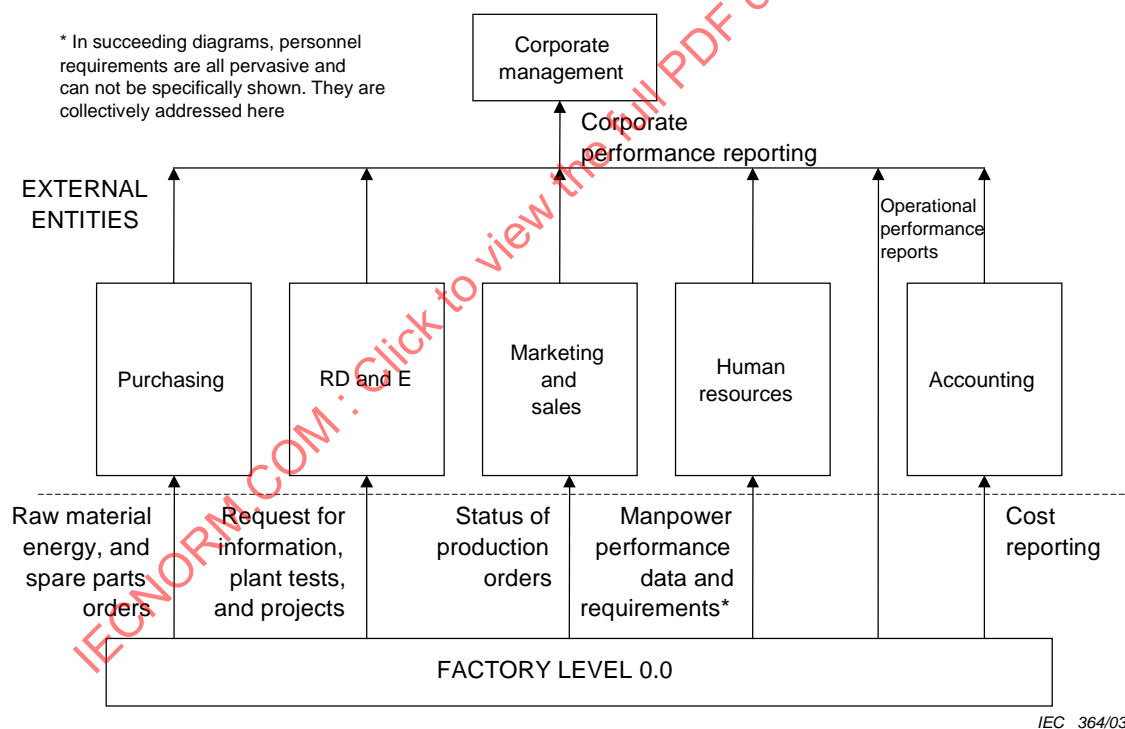 * In succeeding diagrams, personnel
requirements are all pervasive and
can not be specifically shown. They are
collectively addressed here
Corporate
management
Corporate
performance reporting
EXTERNAL
ENTITIES
Operational
performance
reports
Purchasing
RD and E
Marketing
and
sales
Human
resources
Accounting
Raw material
energy, and
spare parts
orders
Request for
information,
plant tests,
and projects
Status of
production
orders
Manpower
performance
data and
requirements*
Cost
reporting
FACTORY LEVEL 0.0
IEC 364/03
IECNORM.COM : Click to view the full PDF